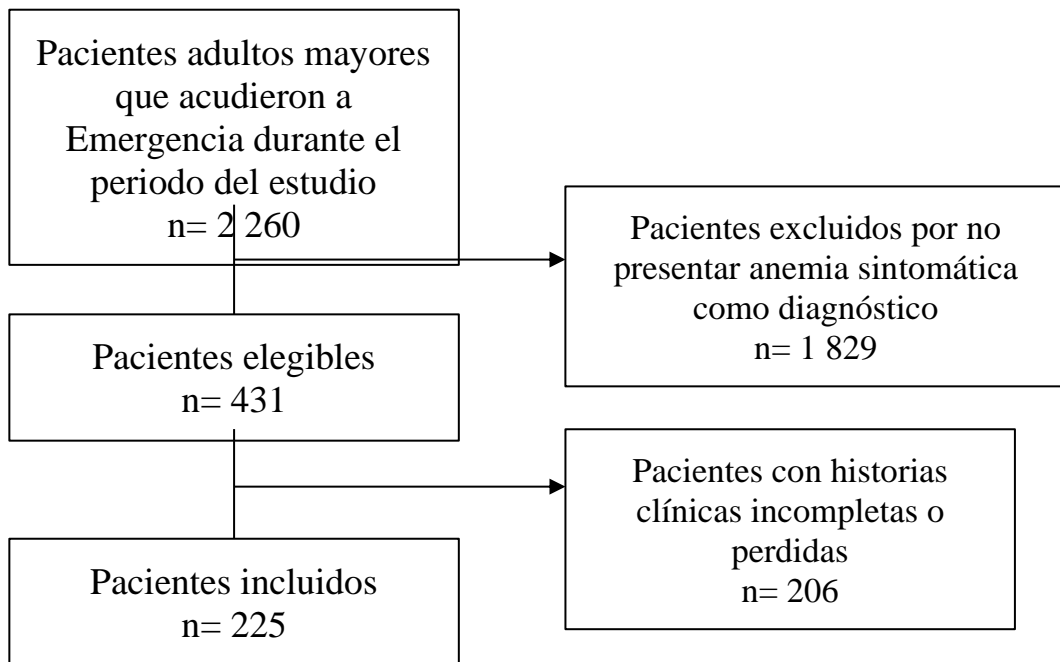 Pacientes adultos mayores
que acudieron a
Emergencia durante el
periodo del estudio
n= 2 260
Pacientes excluidos por no
presentar anemia sintomática
como diagnóstico
n= 1 829
Pacientes elegibles
n= 431
Pacientes con historias
clínicas incompletas o
perdidas
n= 206
Pacientes incluidos
n= 225